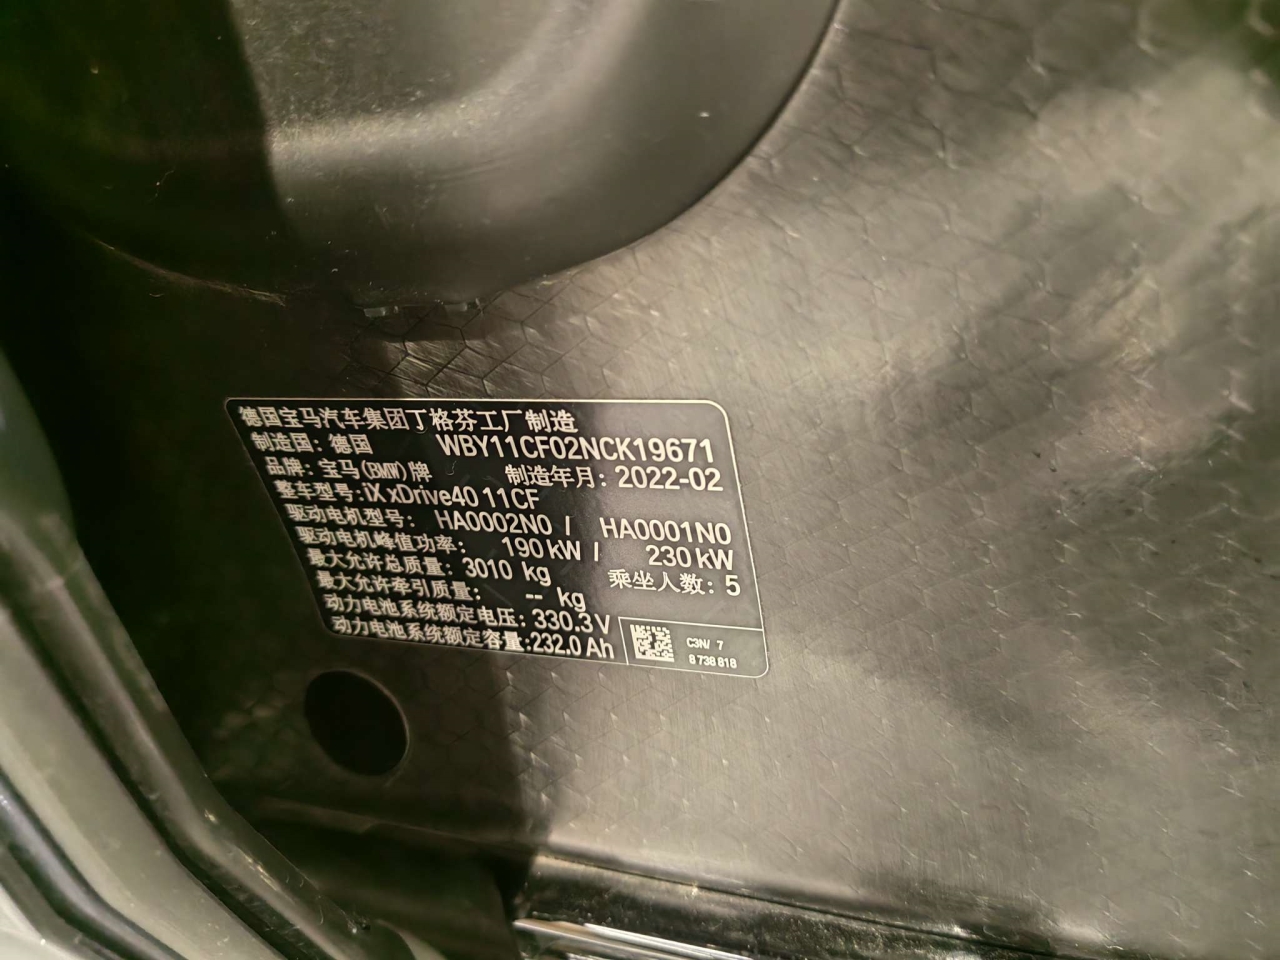 德国宝马汽车集团丁格芬工厂制造
制造国: 德国 WBY11CF02NCK19671
品牌: 宝马(BMW)牌 制造年月: 2022-02
整车型号: iX xDrive40 11CF
驱动电机型号: HA0002N0 / HA0001N0
驱动电机峰值功率: 190 kW / 230 kW
最大允许总质量: 3010 kg 乘坐人数: 5
最大允许牵引质量: -- kg
动力电池系统额定电压: 330.3 V
动力电池系统额定容量: 232.0 Ah
C3N/ 7
8 738 818